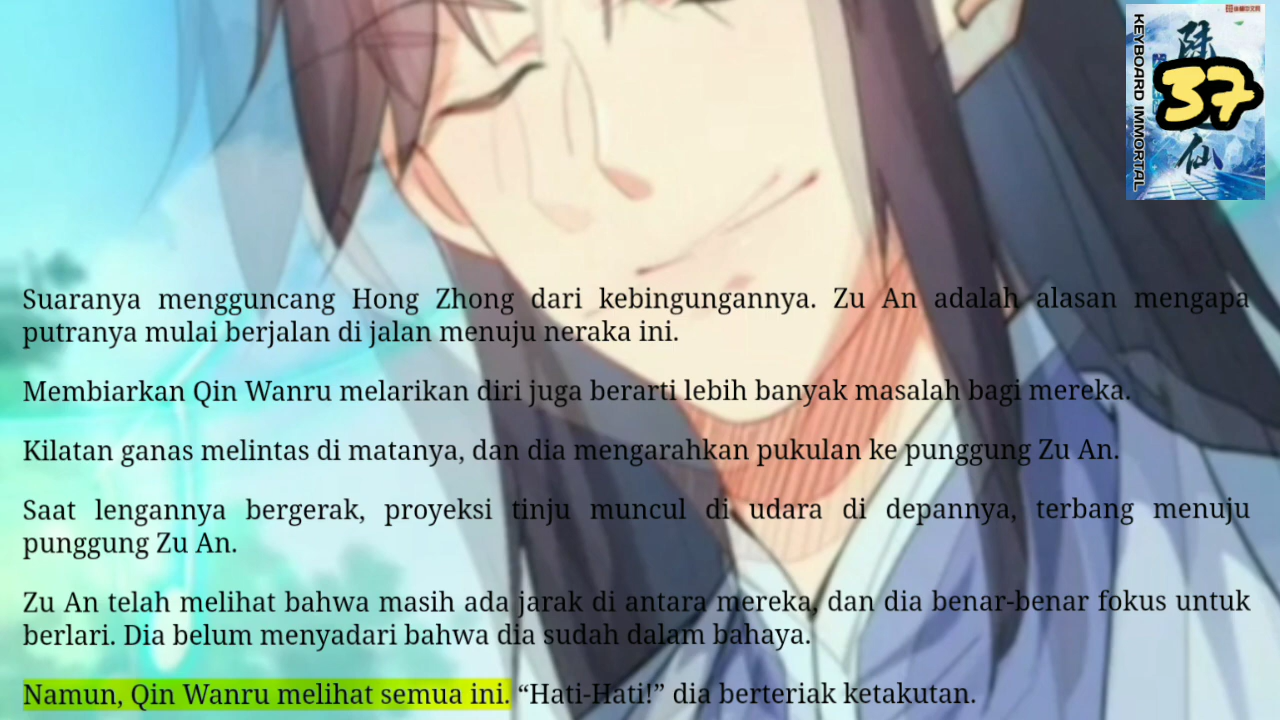 KEYBOARD IMMORTAL
陆
仙
37
Suaranya mengguncang Hong Zhong dari kebingungannya. Zu An adalah alasan mengapa
putranya mulai berjalan di jalan menuju neraka ini.
Membiarkan Qin Wanru melarikan diri juga berarti lebih banyak masalah bagi mereka.
Kilatan ganas melintas di matanya, dan dia mengarahkan pukulan ke punggung Zu An.
Saat lengannya bergerak, proyeksi tinju muncul di udara di depannya, terbang menuju
punggung Zu An.
Zu An telah melihat bahwa masih ada jarak di antara mereka, dan dia benar-benar fokus untuk
berlari. Dia belum menyadari bahwa dia sudah dalam bahaya.
Namun, Qin Wanru melihat semua ini. “Hati-Hati!” dia berteriak ketakutan.